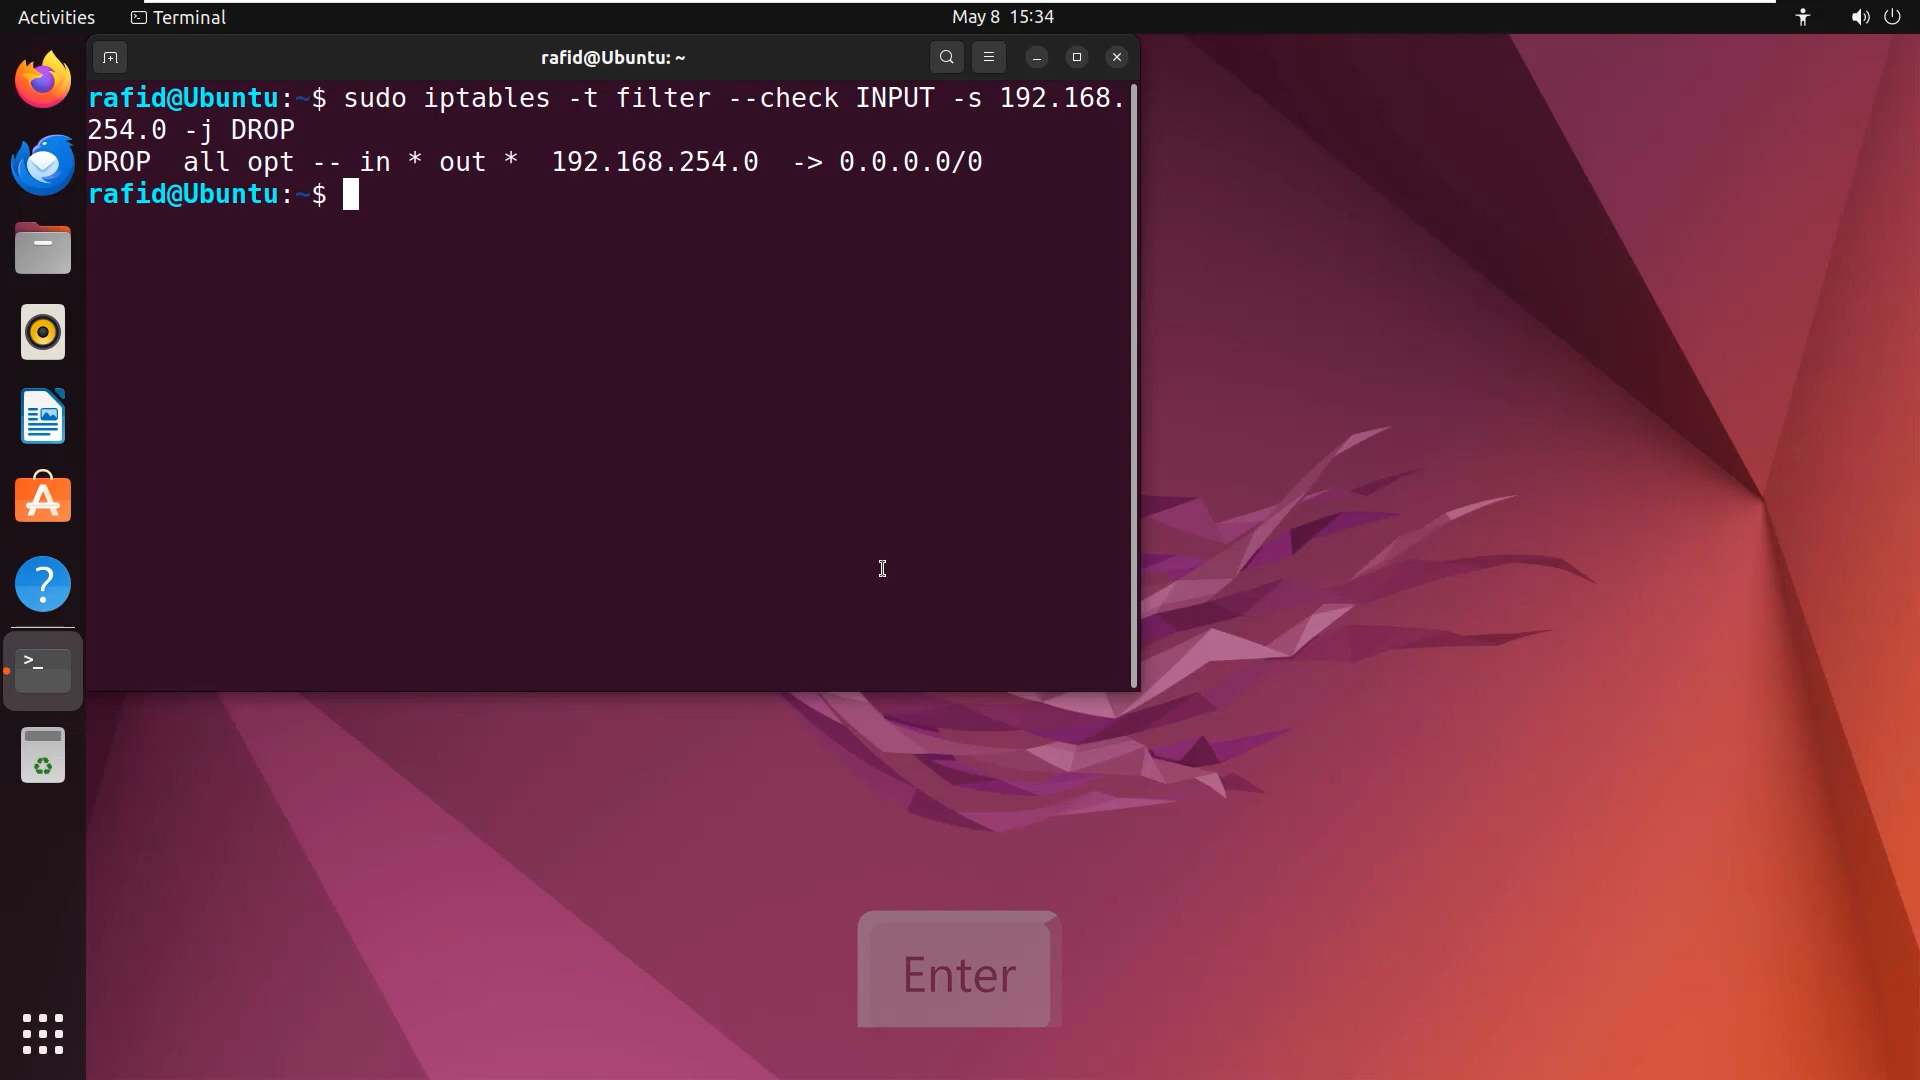 Activities Terminal May 8 15:34
rafid@Ubuntu: ~
rafid@Ubuntu:~$ sudo iptables -t filter --check INPUT -s 192.168.
254.0 -j DROP
DROP  all opt -- in * out *  192.168.254.0  -> 0.0.0.0/0
rafid@Ubuntu:~$
>_
?
Enter